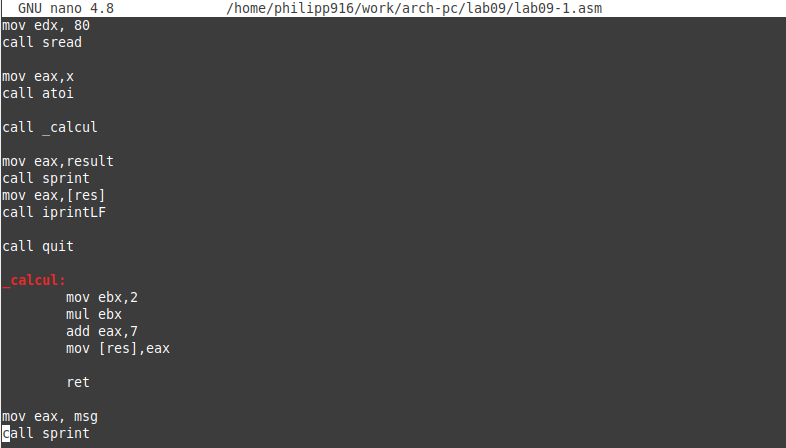 GNU nano 4.8 /home/philipp916/work/arch-pc/lab09/lab09-1.asm
mov edx, 80
call sread
mov eax,x
call atoi
call _calcul
mov eax,result
call sprint
mov eax,[res]
call iprintLF
call quit
_calcul:
mov ebx,2
mul ebx
add eax,7
mov [res],eax
ret
mov eax, msg
call sprint